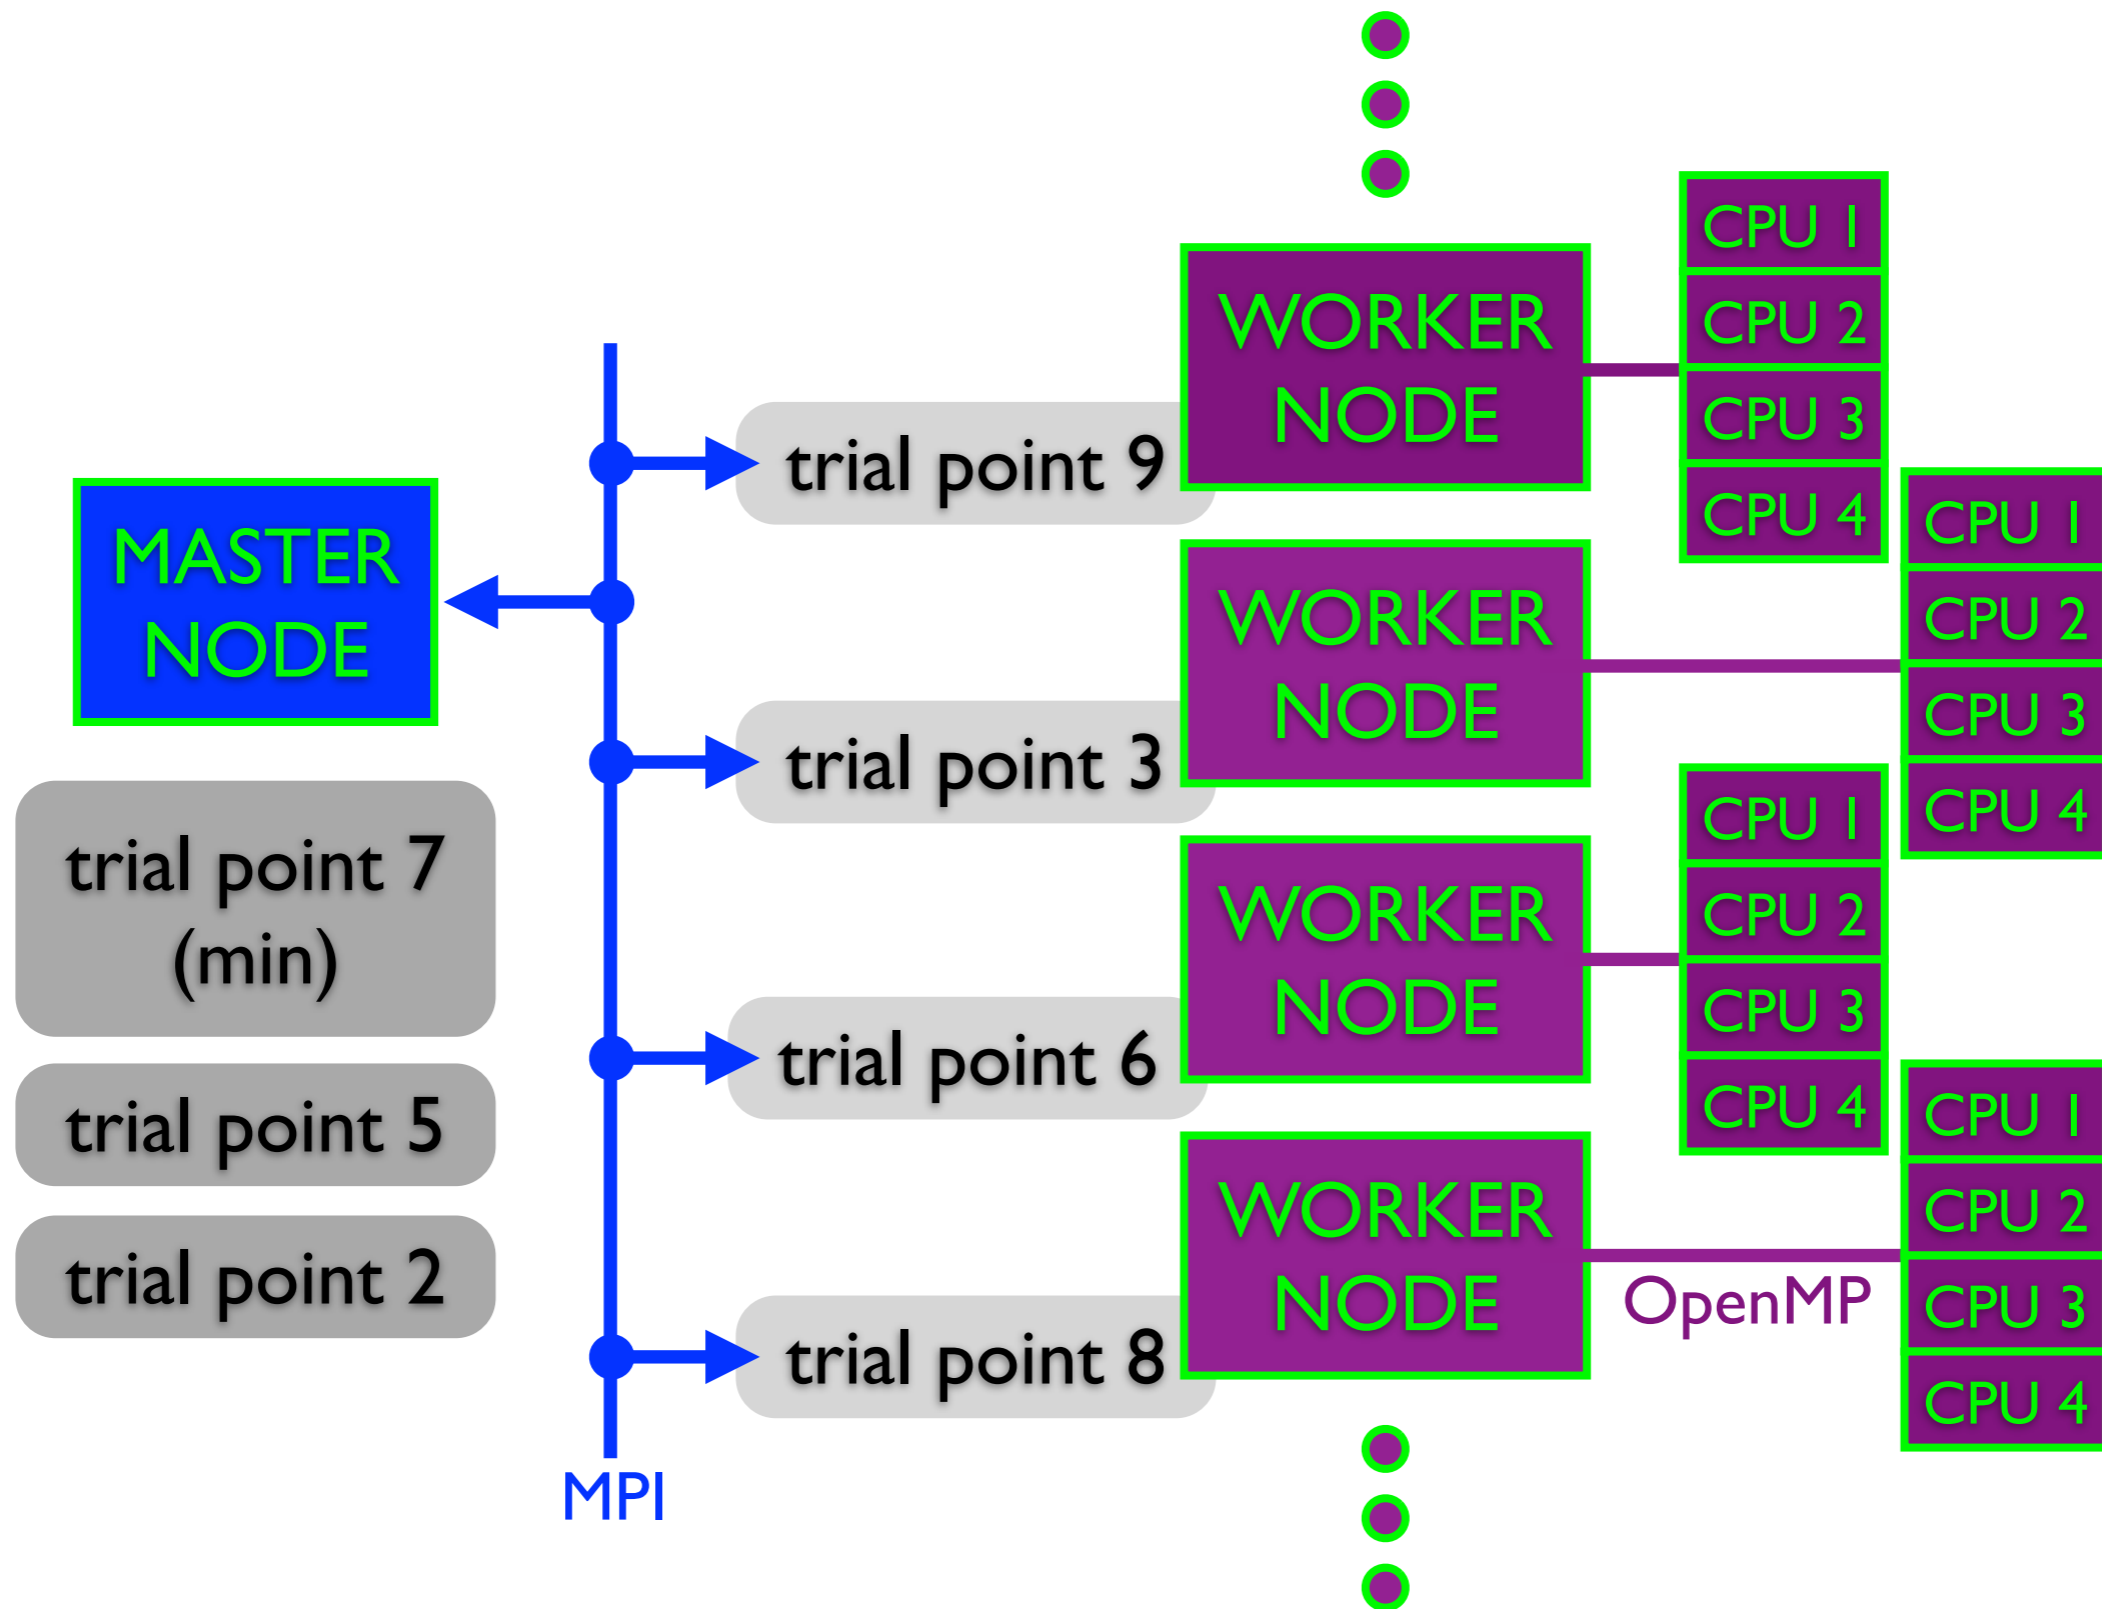 MASTER
NODE
trial point 7
(min)
trial point 5
trial point 2
MPI
trial point 9
trial point 3
trial point 6
trial point 8
WORKER
NODE
WORKER
NODE
WORKER
NODE
WORKER
NODE
OpenMP
CPU 1
CPU 2
CPU 3
CPU 4
CPU 1
CPU 2
CPU 3
CPU 4
CPU 1
CPU 2
CPU 3
CPU 4
CPU 1
CPU 2
CPU 3
CPU 4